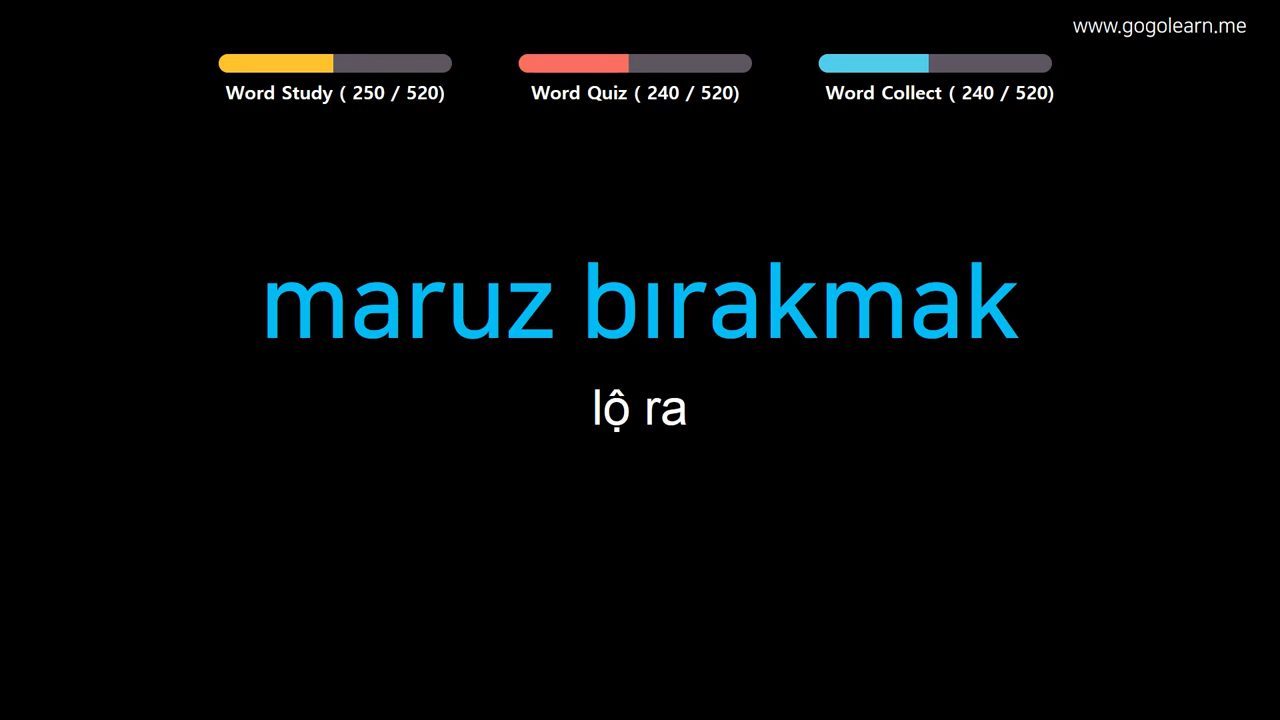 www.gogolearn.me
Word Study ( 250 / 520)
Word Quiz ( 240 / 520)
Word Collect ( 240 / 520)
maruz bırakmak
lộ ra